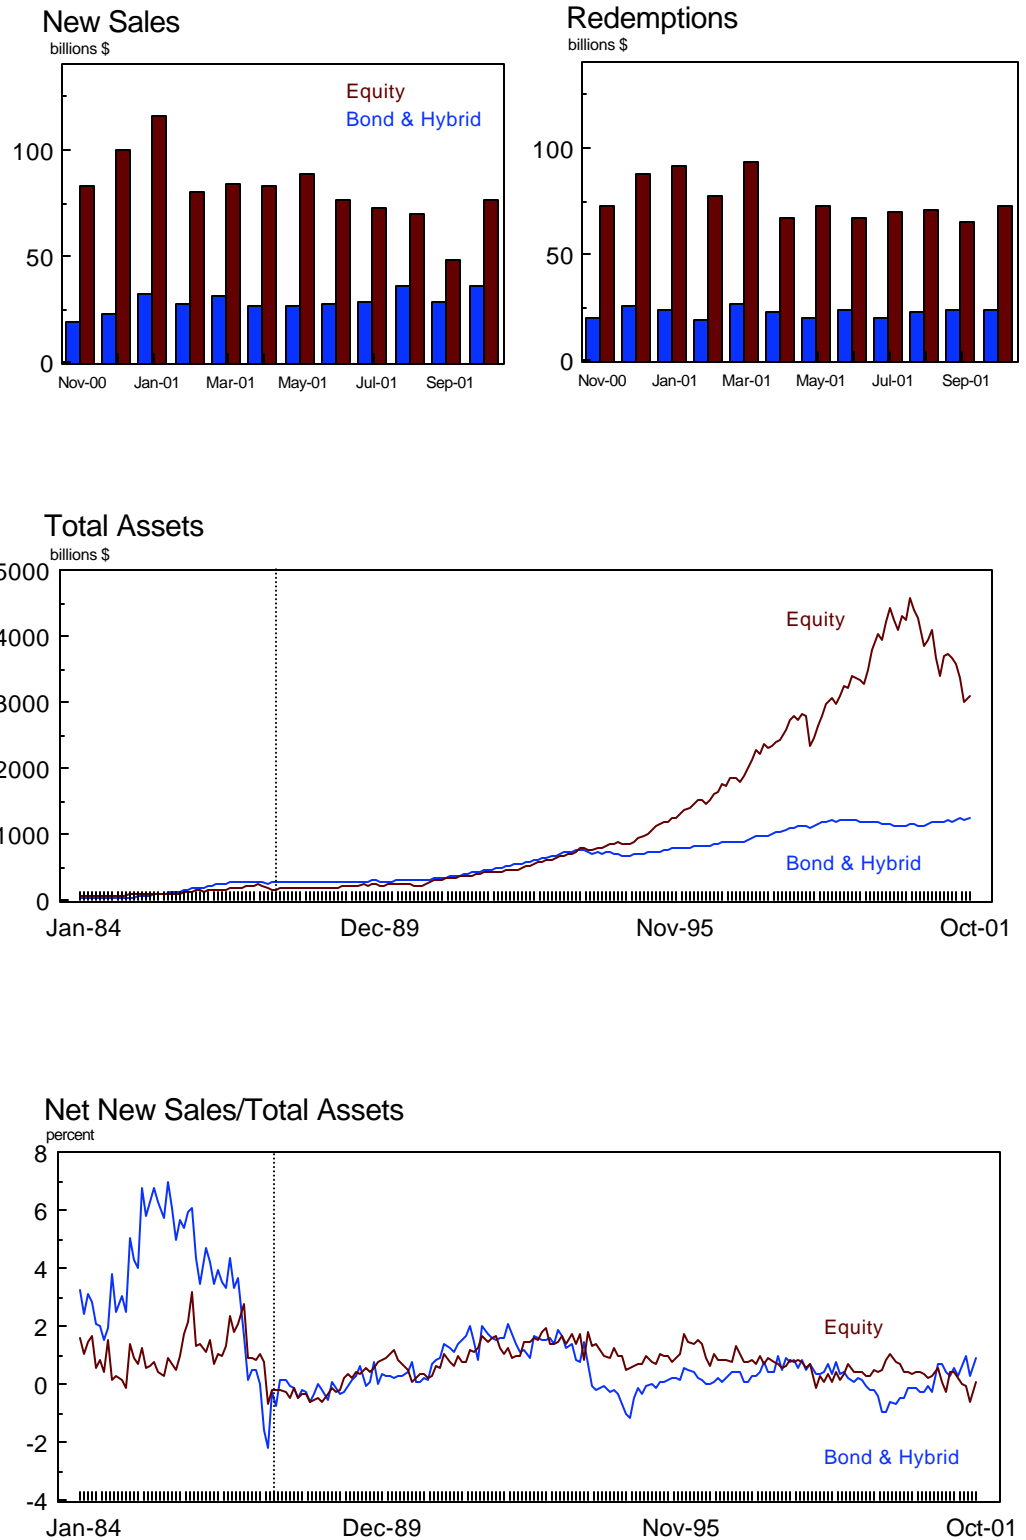 New Sales
billions $
Equity
Bond & Hybrid
100
50
0
Nov-00 Jan-01 Mar-01 May-01 Jul-01 Sep-01
Redemptions
billions $
100
50
0
Nov-00 Jan-01 Mar-01 May-01 Jul-01 Sep-01
Total Assets
billions $
5000
4000
3000
2000
1000
0
Equity
Bond & Hybrid
Jan-84 Dec-89 Nov-95 Oct-01
Net New Sales/Total Assets
percent
8
6
4
2
0
-2
-4
Equity
Bond & Hybrid
Jan-84 Dec-89 Nov-95 Oct-01